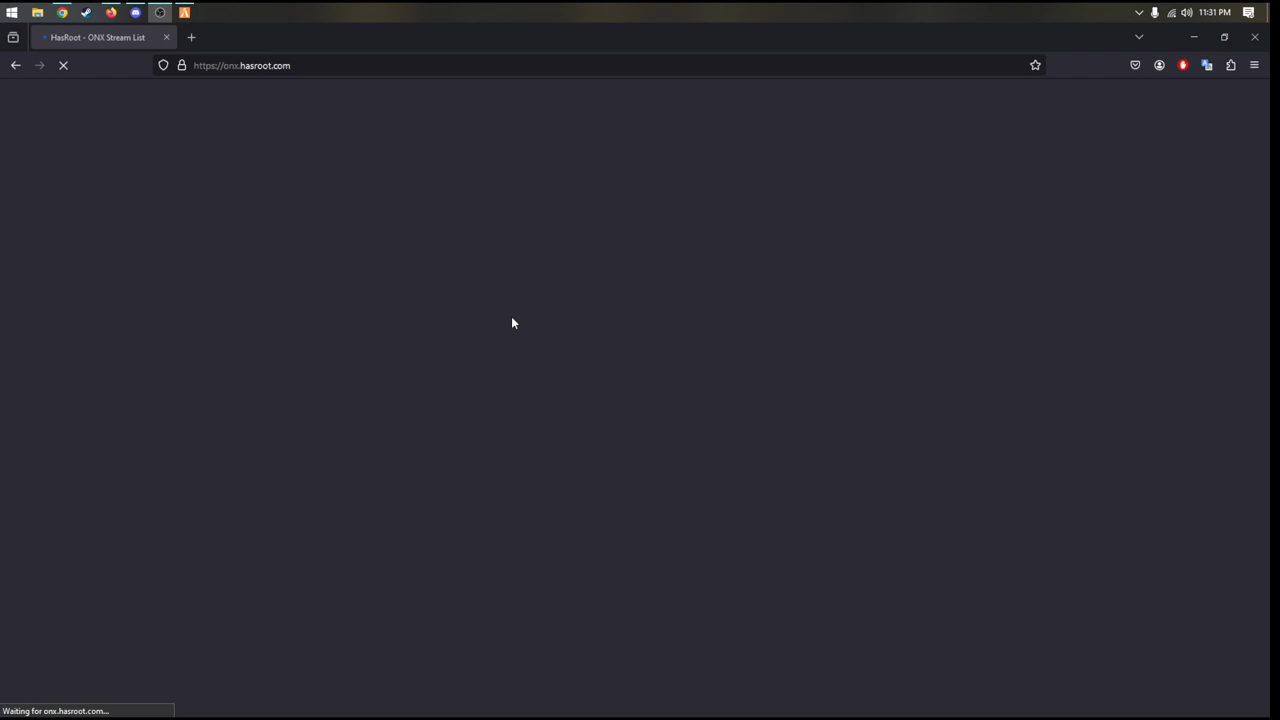 11:31 PM
HasRoot - ONX Stream List
https://onx.hasroot.com
Waiting for onx.hasroot.com...